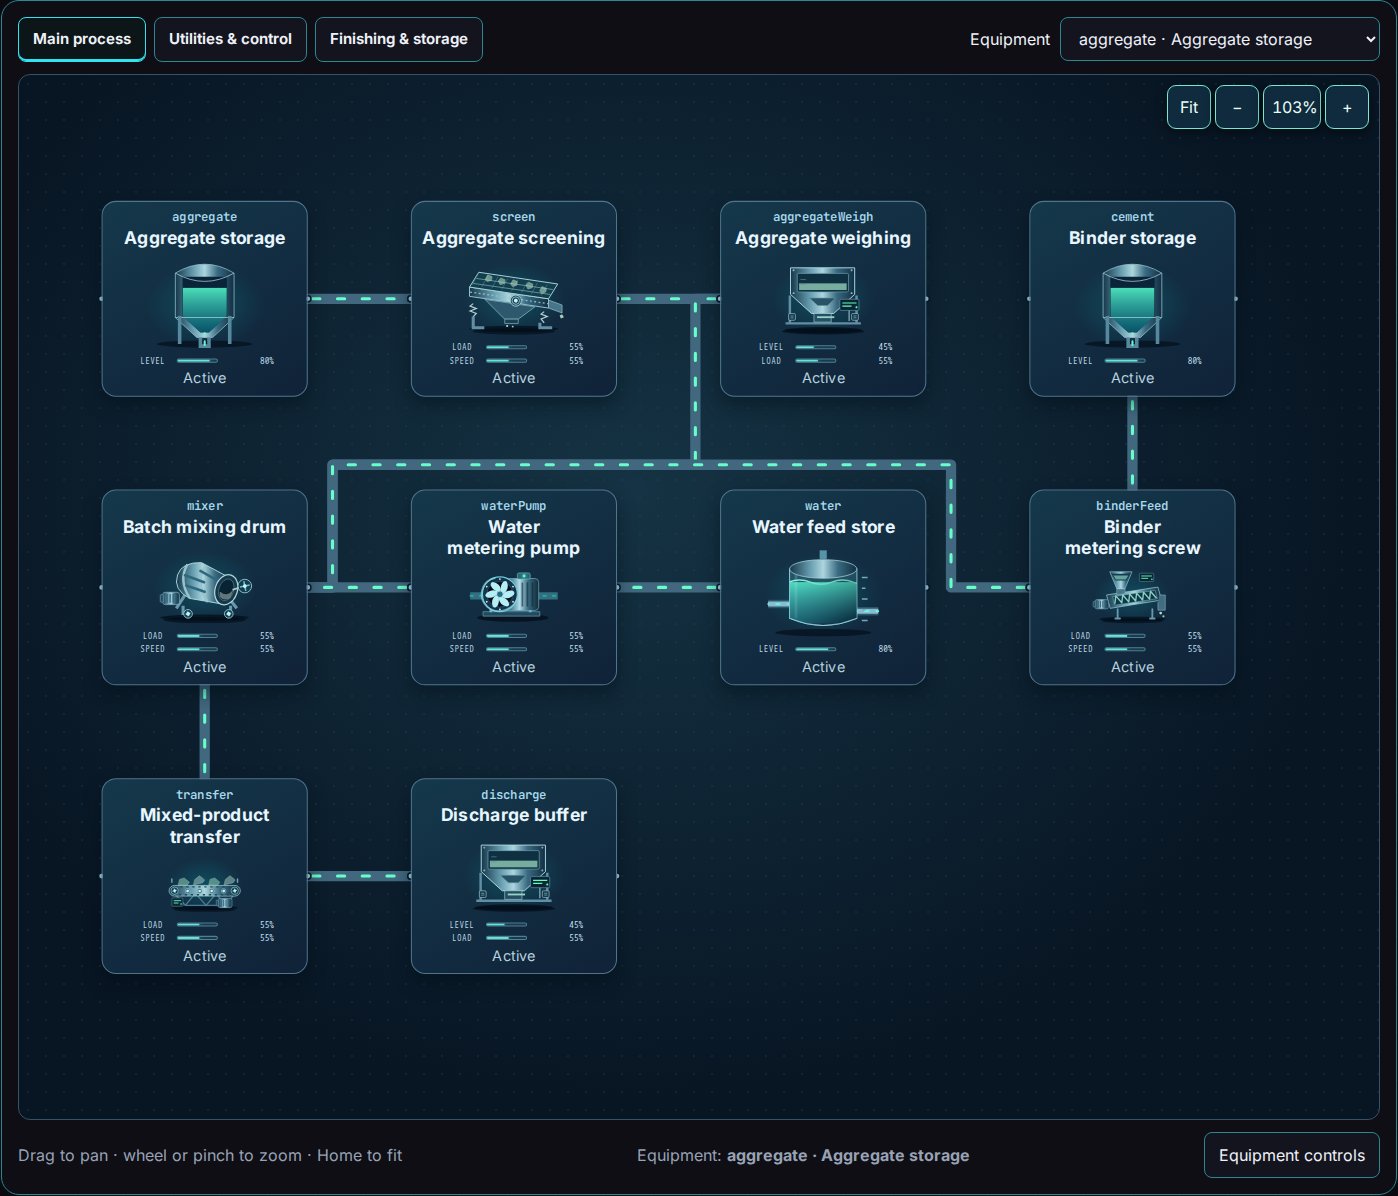 Main process
Utilities & control
Finishing & storage
Equipment
aggregate · Aggregate storage
Fit
−
103%
+
aggregate
Aggregate storage
LEVEL 80%
Active
screen
Aggregate screening
LOAD 55%
SPEED 55%
Active
aggregateWeigh
Aggregate weighing
LEVEL 45%
LOAD 55%
Active
cement
Binder storage
LEVEL 80%
Active
mixer
Batch mixing drum
LOAD 55%
SPEED 55%
Active
waterPump
Water
metering pump
LOAD 55%
SPEED 55%
Active
water
Water feed store
LEVEL 80%
Active
binderFeed
Binder
metering screw
LOAD 55%
SPEED 55%
Active
transfer
Mixed-product
transfer
LOAD 55%
SPEED 55%
Active
discharge
Discharge buffer
LEVEL 45%
LOAD 55%
Active
Drag to pan · wheel or pinch to zoom · Home to fit
Equipment: aggregate · Aggregate storage
Equipment controls